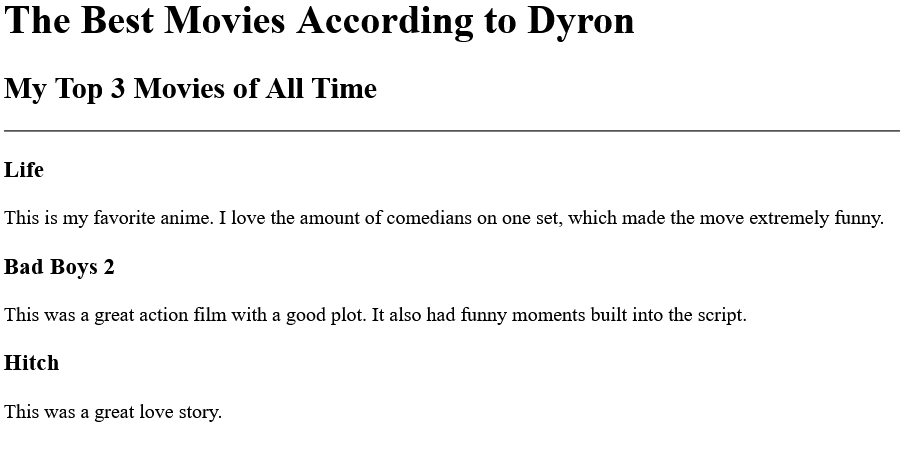 The Best Movies According to Dyron
My Top 3 Movies of All Time
Life
This is my favorite anime. I love the amount of comedians on one set, which made the move extremely funny.
Bad Boys 2
This was a great action film with a good plot. It also had funny moments built into the script.
Hitch
This was a great love story.